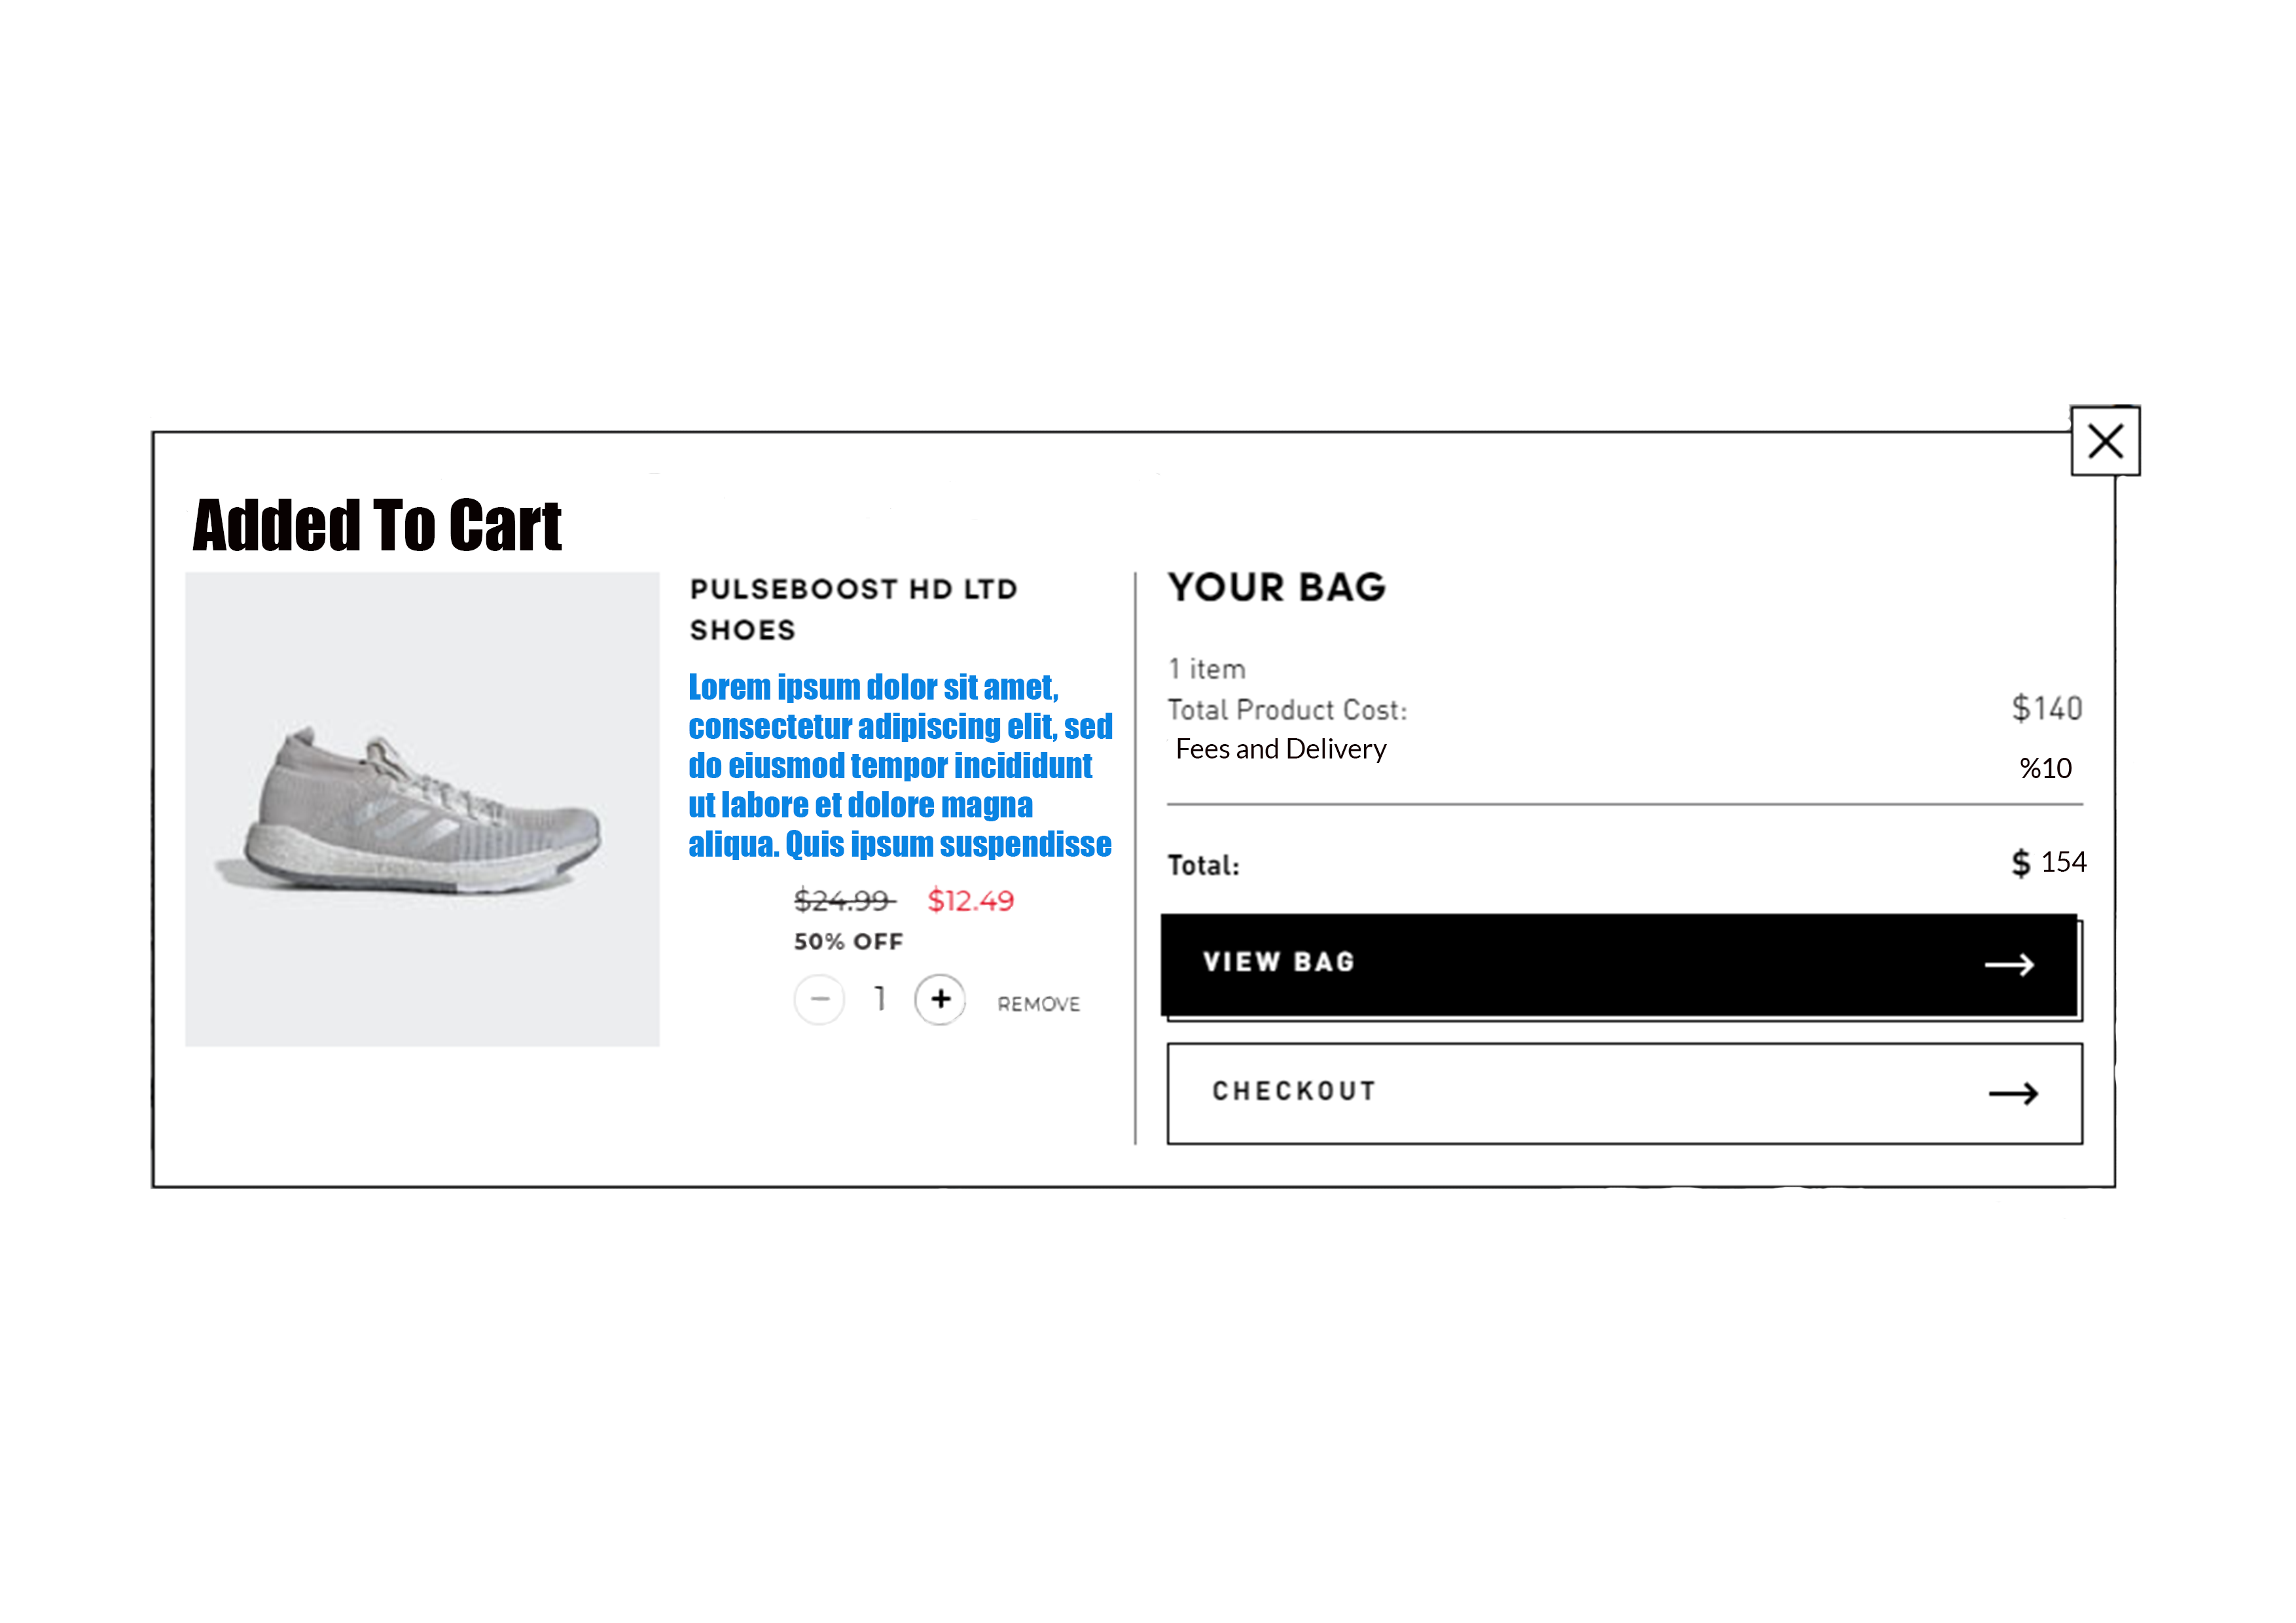 Added To Cart
PULSEBOOST HD LTD
SHOES
Lorem ipsum dolor sit amet,
consectetur adipiscing elit, sed
do eiusmod tempor incididunt
ut labore et dolore magna
aliqua. Quis ipsum suspendisse
$24.99 $12.49
50% OFF
1 REMOVE
YOUR BAG
1 item
Total Product Cost: $140
Fees and Delivery
%10
Total: $ 154
VIEW BAG
CHECKOUT